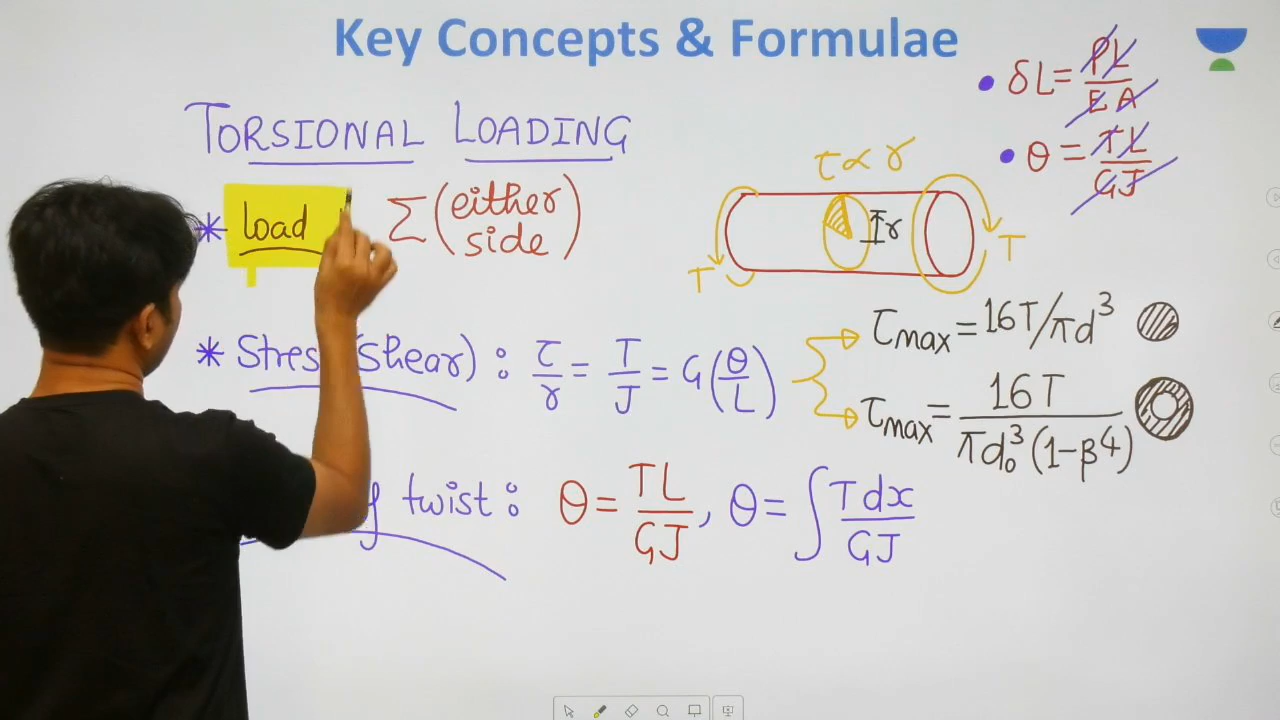 Key Concepts & Formulae
• δL = PL/EA
TORSIONAL LOADING
• θ = TL/GJ
τ ∝ r
* load Σ (either side)
r
T T
τmax = 16T/πd³
* Stress (shear) : τ/r = T/J = G(θ/L)
τmax = 16T/πd₀³(1-β⁴)
twist : θ = TL/GJ, θ = ∫ T dx/GJ